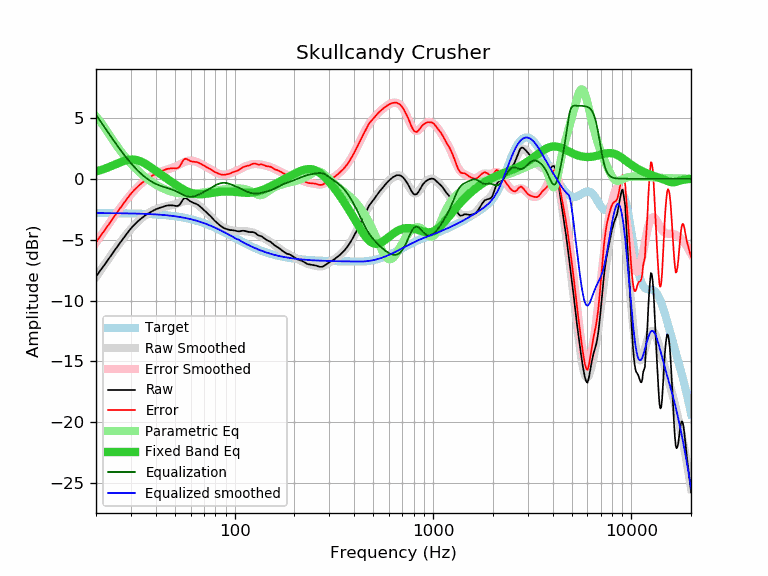 Skullcandy Crusher
Amplitude (dBr)
5
0
−5
−10
−15
−20
−25
Target
Raw Smoothed
Error Smoothed
Raw
Error
Parametric Eq
Fixed Band Eq
Equalization
Equalized smoothed
100
1000
10000
Frequency (Hz)